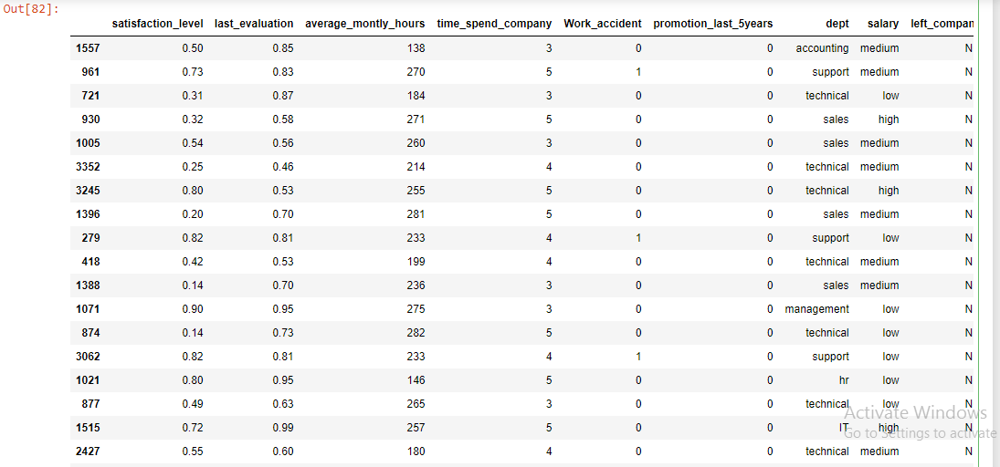 Out[82]:
satisfaction_level last_evaluation average_montly_hours time_spend_company Work_accident promotion_last_5years dept salary left_compan
1557 0.50 0.85 138 3 0 0 accounting medium N
961 0.73 0.83 270 5 1 0 support medium N
721 0.31 0.87 184 3 0 0 technical low N
930 0.32 0.58 271 5 0 0 sales high N
1005 0.54 0.56 260 3 0 0 sales medium N
3352 0.25 0.46 214 4 0 0 technical medium N
3245 0.80 0.53 255 5 0 0 technical high N
1396 0.20 0.70 281 5 0 0 sales medium N
279 0.82 0.81 233 4 1 0 support low N
418 0.42 0.53 199 4 0 0 technical medium N
1388 0.14 0.70 236 3 0 0 sales medium N
1071 0.90 0.95 275 3 0 0 management low N
874 0.14 0.73 282 5 0 0 technical low N
3062 0.82 0.81 233 4 1 0 support low N
1021 0.80 0.95 146 5 0 0 hr low N
877 0.49 0.63 265 3 0 0 technical low N
Activate Windows
1515 0.72 0.99 257 5 0 0 IT high N
Go to Settings to activate
2427 0.55 0.60 180 4 0 0 technical medium N